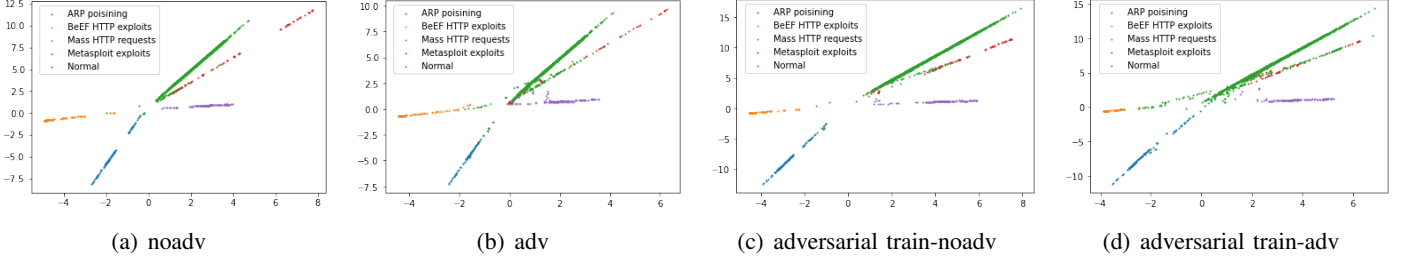 12.5
10.0
7.5
5.0
2.5
0.0
−2.5
−5.0
−7.5
−4 −2 0 2 4 6 8
ARP poisining
BeEF HTTP exploits
Mass HTTP requests
Metasploit exploits
Normal
(a) noadv
10.0
7.5
5.0
2.5
0.0
−2.5
−5.0
−7.5
−4 −2 0 2 4 6
ARP poisining
BeEF HTTP exploits
Mass HTTP requests
Metasploit exploits
Normal
(b) adv
15
10
5
0
−5
−10
−4 −2 0 2 4 6 8
ARP poisining
BeEF HTTP exploits
Mass HTTP requests
Metasploit exploits
Normal
(c) adversarial train-noadv
15
10
5
0
−5
−10
−15
−4 −2 0 2 4 6
ARP poisining
BeEF HTTP exploits
Mass HTTP requests
Metasploit exploits
Normal
(d) adversarial train-adv